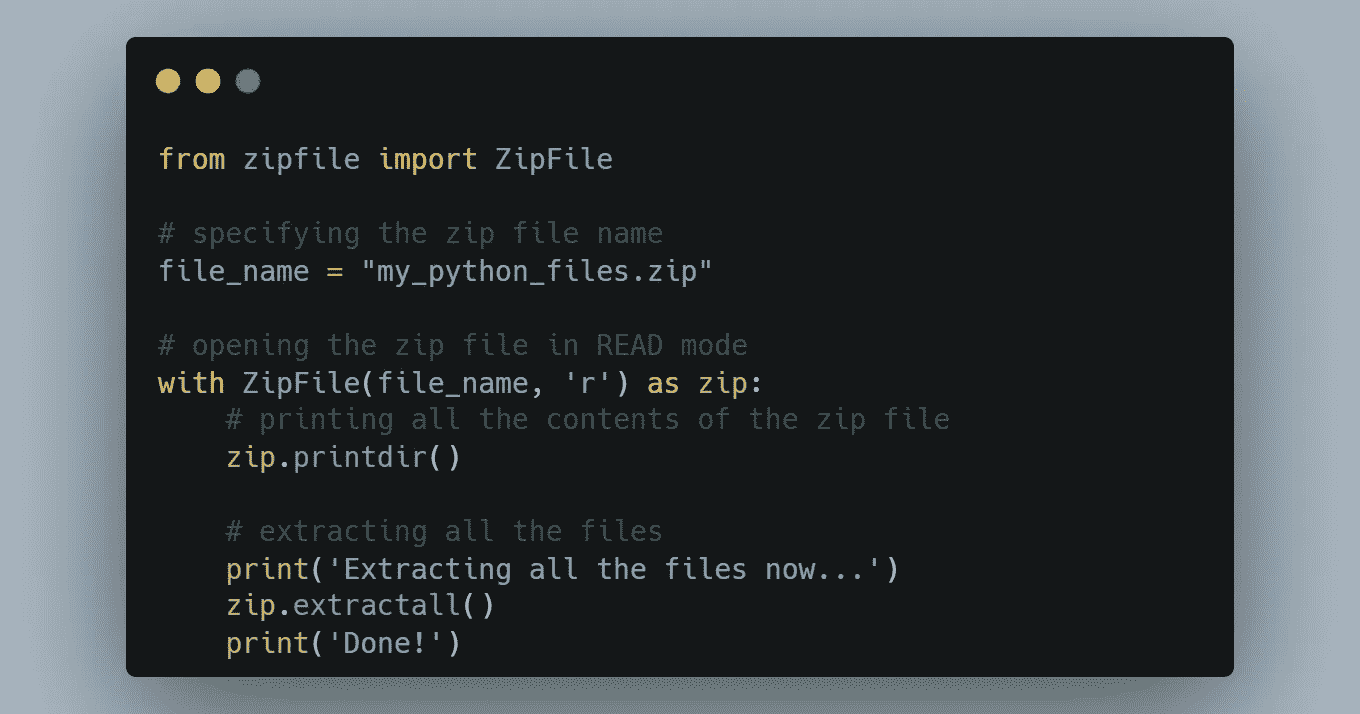 from zipfile import ZipFile
# specifying the zip file name
file_name = "my_python_files.zip"
# opening the zip file in READ mode
with ZipFile(file_name, 'r') as zip:
    # printing all the contents of the zip file
    zip.printdir()
    # extracting all the files
    print('Extracting all the files now...')
    zip.extractall()
    print('Done!')